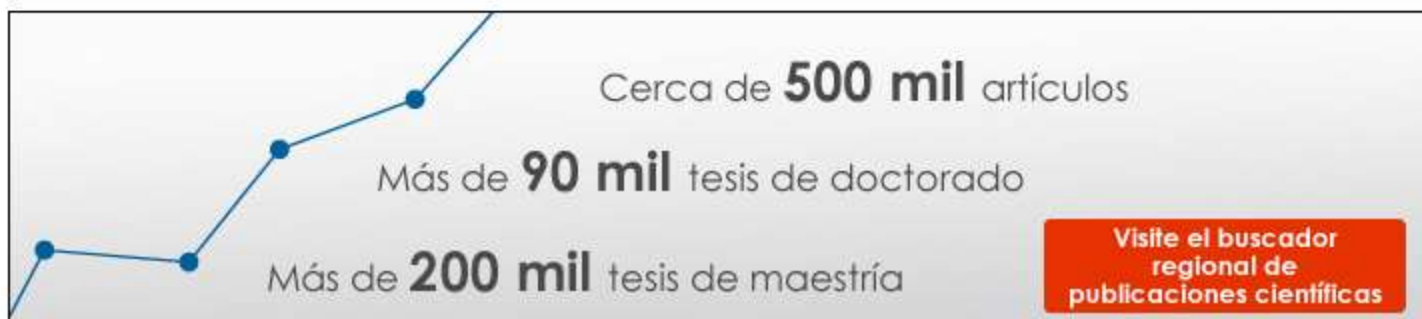 Cerca de 500 mil artículos
Más de 90 mil tesis de doctorado
Más de 200 mil tesis de maestría
Visite el buscador
regional de
publicaciones científicas